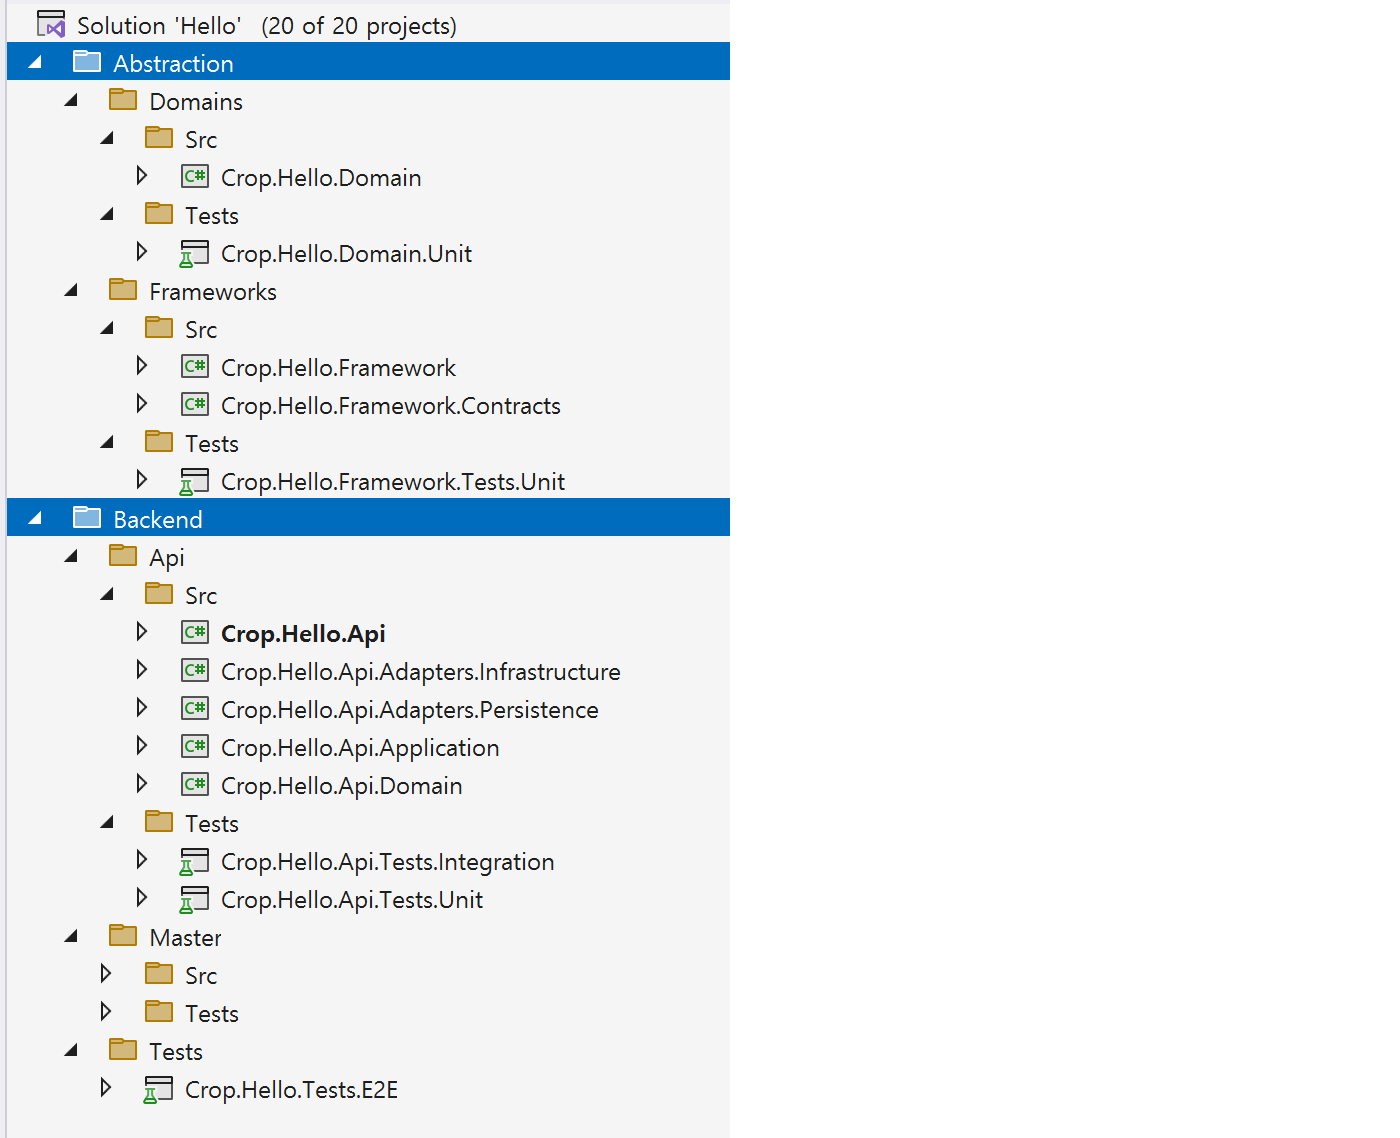 Solution 'Hello' (20 of 20 projects)
Abstraction
Domains
Src
C# Crop.Hello.Domain
Tests
Crop.Hello.Domain.Unit
Frameworks
Src
C# Crop.Hello.Framework
C# Crop.Hello.Framework.Contracts
Tests
Crop.Hello.Framework.Tests.Unit
Backend
Api
Src
C# Crop.Hello.Api
C# Crop.Hello.Api.Adapters.Infrastructure
C# Crop.Hello.Api.Adapters.Persistence
C# Crop.Hello.Api.Application
C# Crop.Hello.Api.Domain
Tests
Crop.Hello.Api.Tests.Integration
Crop.Hello.Api.Tests.Unit
Master
Src
Tests
Tests
Crop.Hello.Tests.E2E